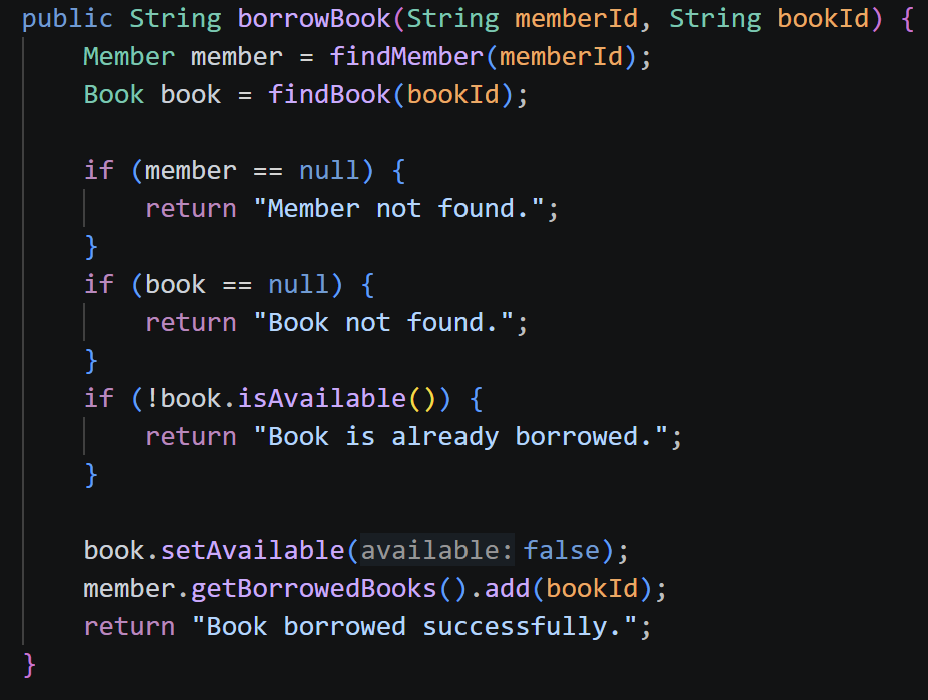 public String borrowBook(String memberId, String bookId) {
    Member member = findMember(memberId);
    Book book = findBook(bookId);

    if (member == null) {
        return "Member not found.";
    }
    if (book == null) {
        return "Book not found.";
    }
    if (!book.isAvailable()) {
        return "Book is already borrowed.";
    }

    book.setAvailable(available: false);
    member.getBorrowedBooks().add(bookId);
    return "Book borrowed successfully.";
}